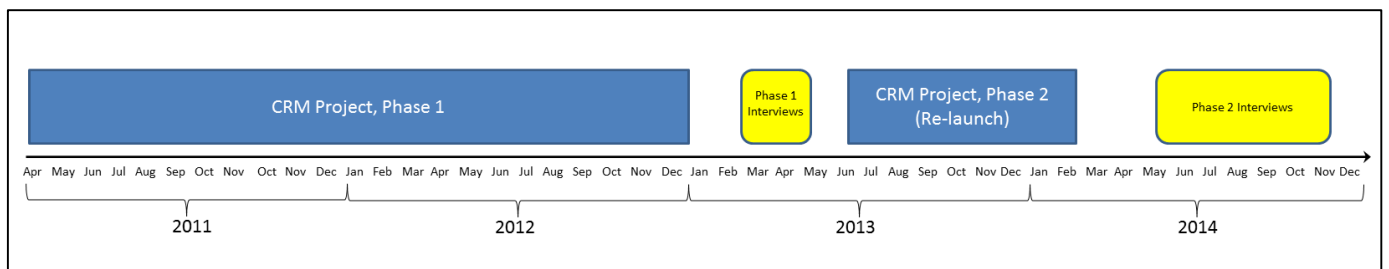 CRM Project, Phase 1
Phase 1
Interviews
CRM Project, Phase 2
(Re-launch)
Phase 2 Interviews
Apr May Jun Jul Aug Sep Oct Nov Oct Nov Dec Jan Feb Mar Apr May Jun Jul Aug Sep Oct Nov Dec Jan Feb Mar Apr May Jun Jul Aug Sep Oct Nov Dec Jan Feb Mar Apr May Jun Jul Aug Sep Oct Nov Dec
2011 2012 2013 2014